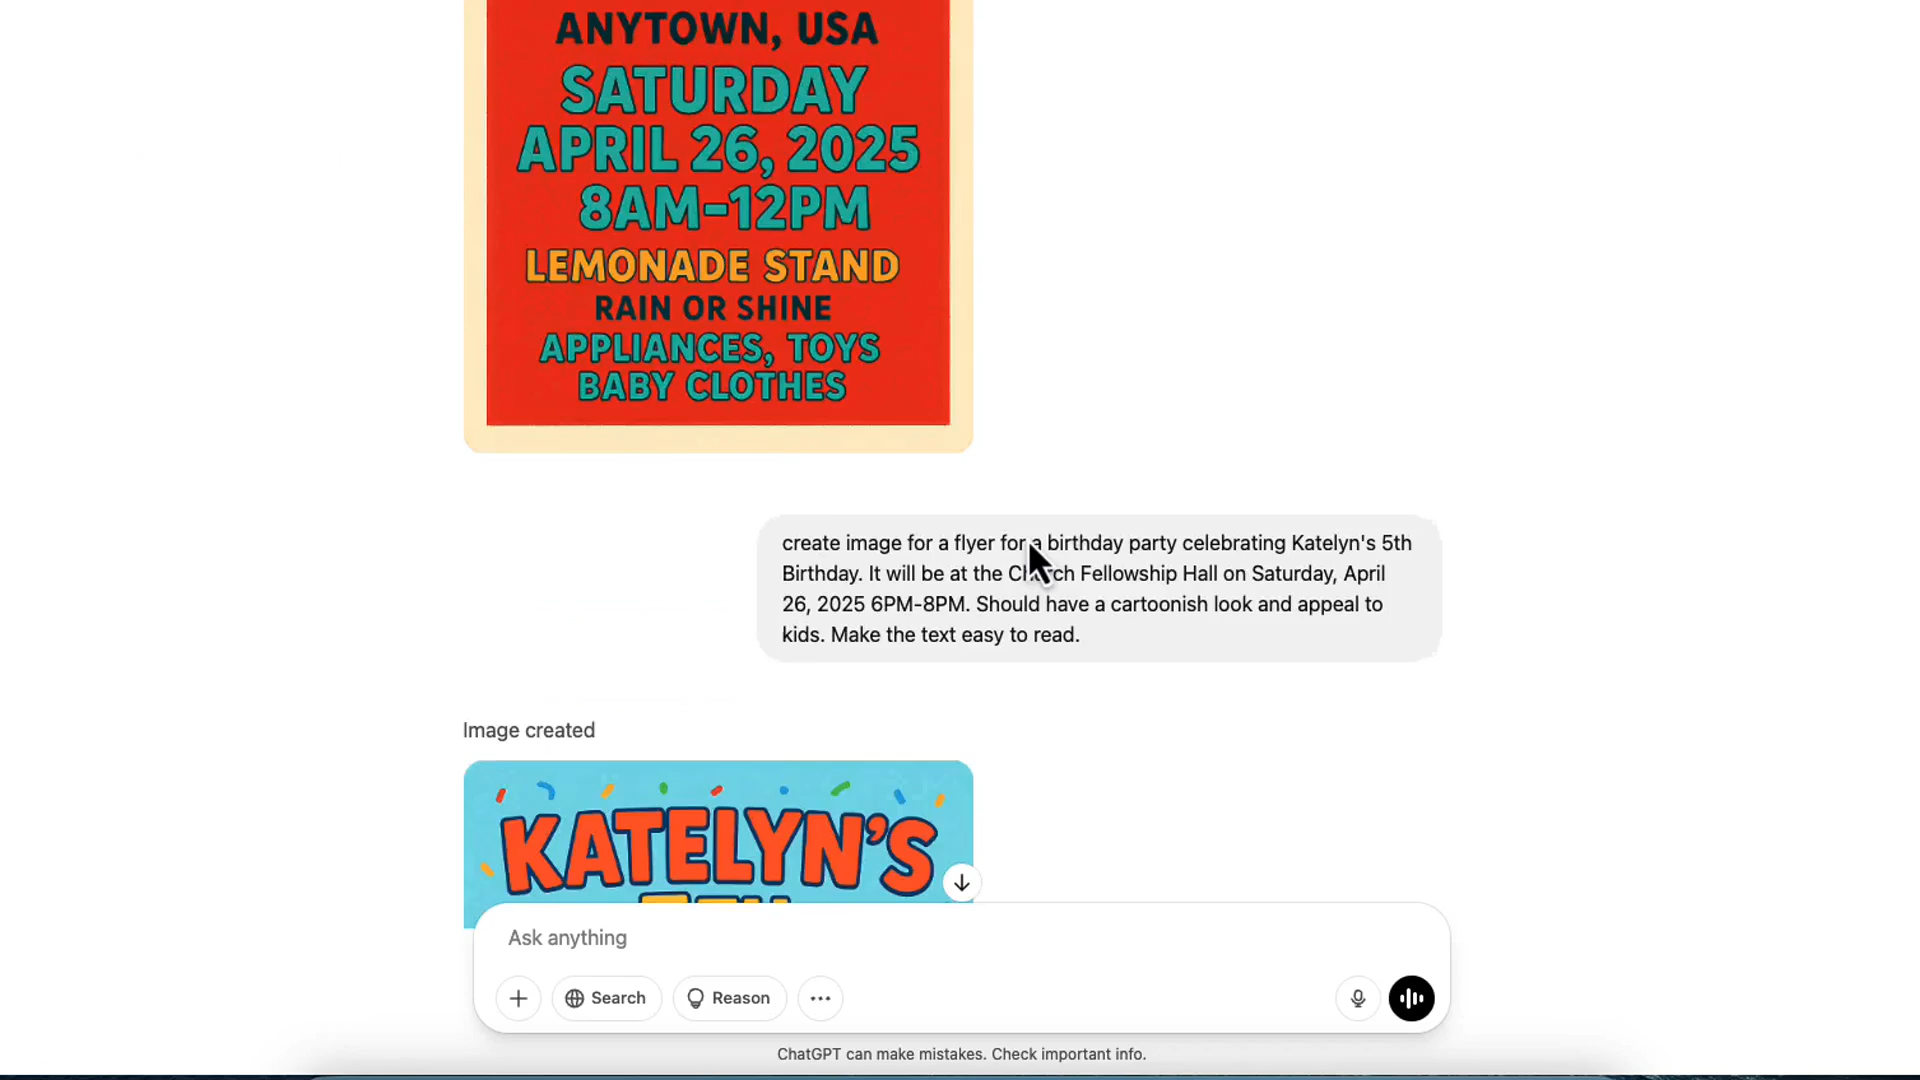 ANYTOWN, USA
SATURDAY
APRIL 26, 2025
8AM-12PM
LEMONADE STAND
RAIN OR SHINE
APPLIANCES, TOYS
BABY CLOTHES
create image for a flyer for a birthday party celebrating Katelyn's 5th
Birthday. It will be at the Church Fellowship Hall on Saturday, April
26, 2025 6PM-8PM. Should have a cartoonish look and appeal to
kids. Make the text easy to read.
Image created
KATELYN'S
Ask anything
Search
Reason
ChatGPT can make mistakes. Check important info.